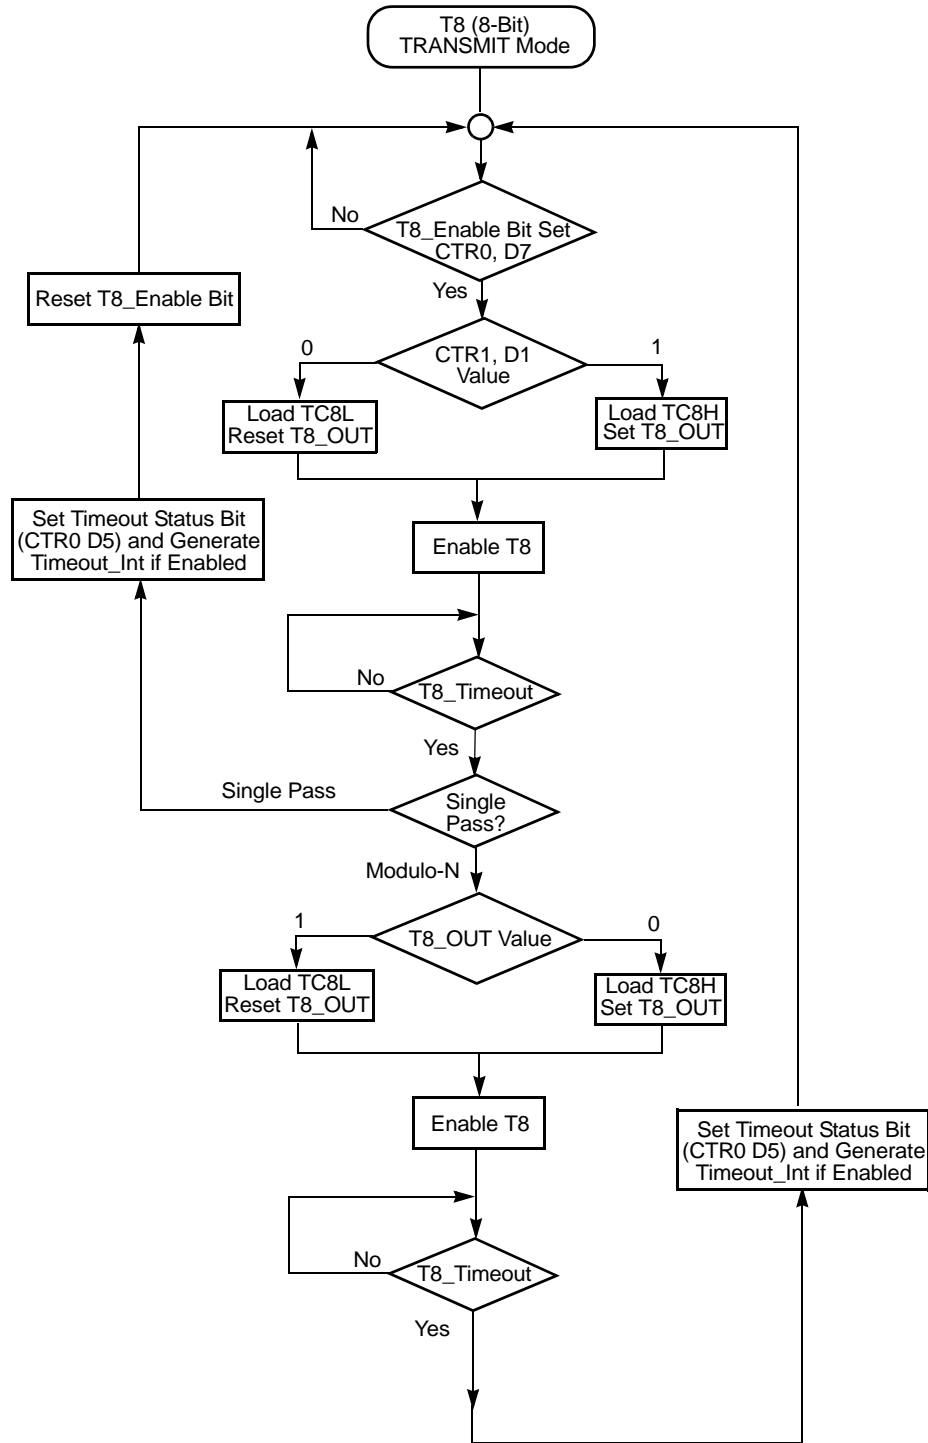 T8 (8-Bit)
TRANSMIT Mode
No
T8_Enable Bit Set
CTR0, D7
Yes
Reset T8_Enable Bit
0
CTR1, D1
Value
1
Load TC8L
Reset T8_OUT
Load TC8H
Set T8_OUT
Set Timeout Status Bit
(CTR0 D5) and Generate
Timeout_Int if Enabled
Enable T8
No
T8_Timeout
Yes
Single Pass
Single
Pass?
Modulo-N
1
T8_OUT Value
0
Load TC8L
Reset T8_OUT
Load TC8H
Set T8_OUT
Enable T8
Set Timeout Status Bit
(CTR0 D5) and Generate
Timeout_Int if Enabled
No
T8_Timeout
Yes